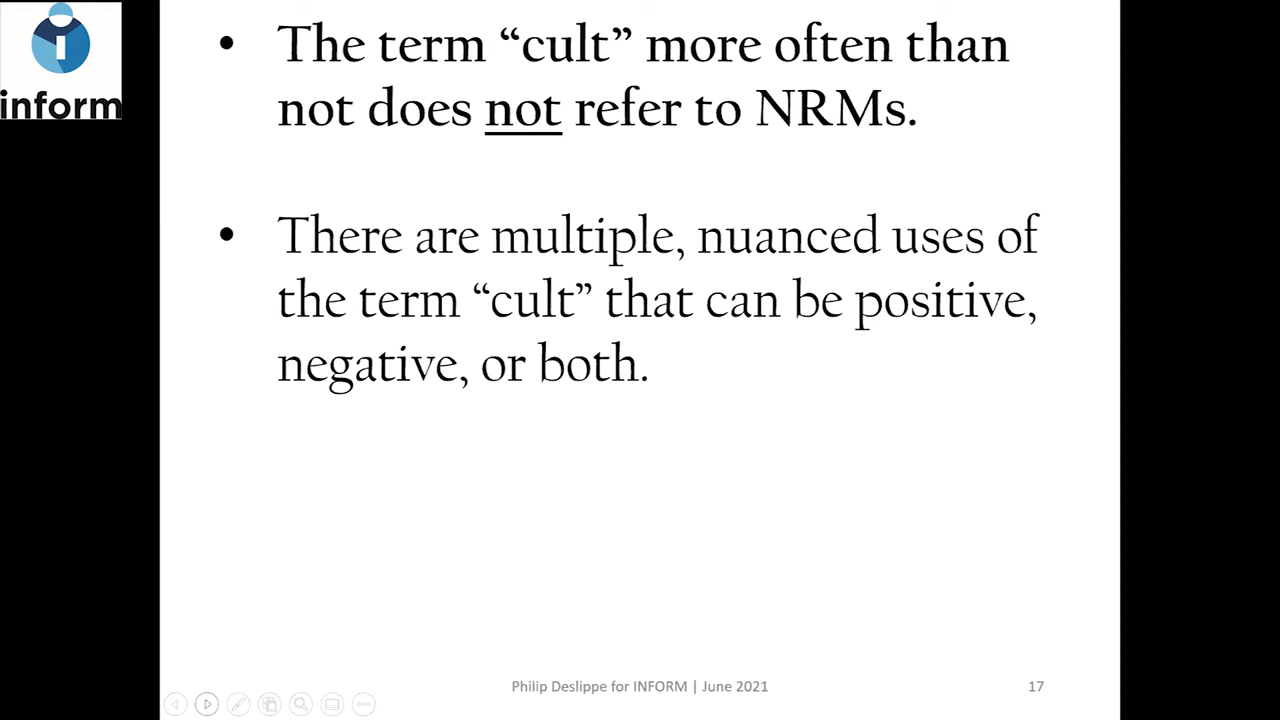 inform
• The term “cult” more often than
not does not refer to NRMs.
• There are multiple, nuanced uses of
the term “cult” that can be positive,
negative, or both.
Philip Deslippe for INFORM | June 2021
17